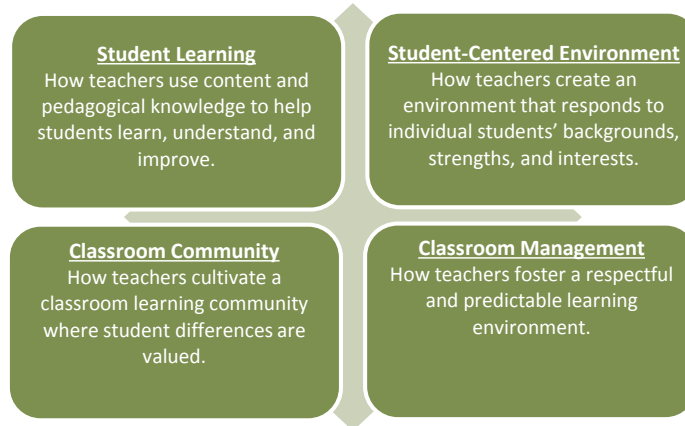 Student Learning
How teachers use content and
pedagogical knowledge to help
students learn, understand, and
improve.
Student-Centered Environment
How teachers create an
environment that responds to
individual students’ backgrounds,
strengths, and interests.
Classroom Community
How teachers cultivate a
classroom learning community
where student differences are
valued.
Classroom Management
How teachers foster a respectful
and predictable learning
environment.